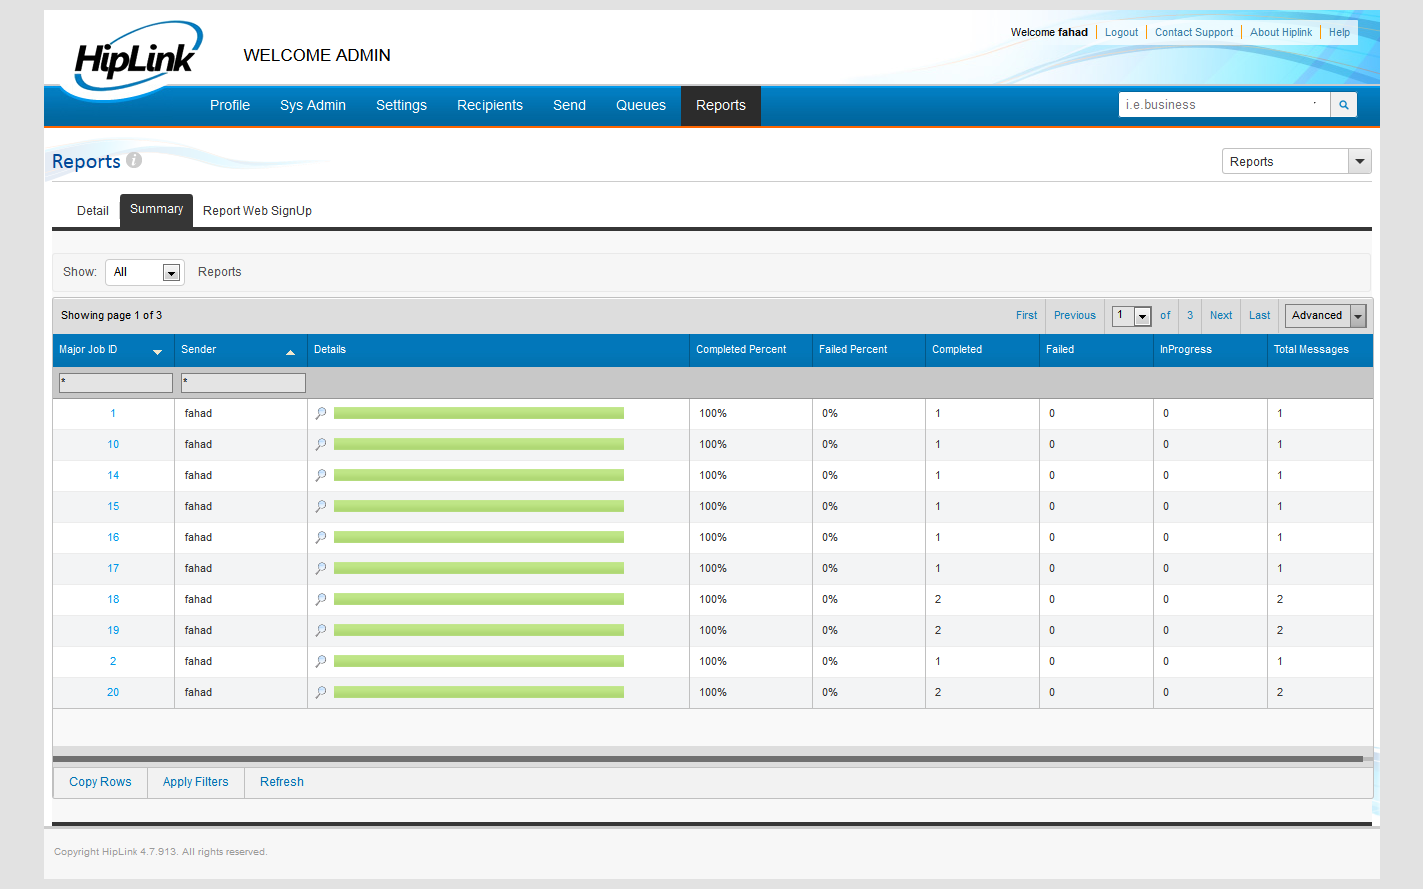 HipLink
WELCOME ADMIN
Welcome fahad Logout Contact Support About Hiplink Help
Profile Sys Admin Settings Recipients Send Queues Reports i.e.business
Reports i Reports
Detail Summary Report Web SignUp
Show: All Reports
Showing page 1 of 3 First Previous 1 of 3 Next Last Advanced
Major Job ID Sender Details Completed Percent Failed Percent Completed Failed InProgress Total Messages
* *
1 fahad 100% 0% 1 0 0 1
10 fahad 100% 0% 1 0 0 1
14 fahad 100% 0% 1 0 0 1
15 fahad 100% 0% 1 0 0 1
16 fahad 100% 0% 1 0 0 1
17 fahad 100% 0% 1 0 0 1
18 fahad 100% 0% 2 0 0 2
19 fahad 100% 0% 2 0 0 2
2 fahad 100% 0% 1 0 0 1
20 fahad 100% 0% 2 0 0 2
Copy Rows Apply Filters Refresh
Copyright HipLink 4.7.913. All rights reserved.